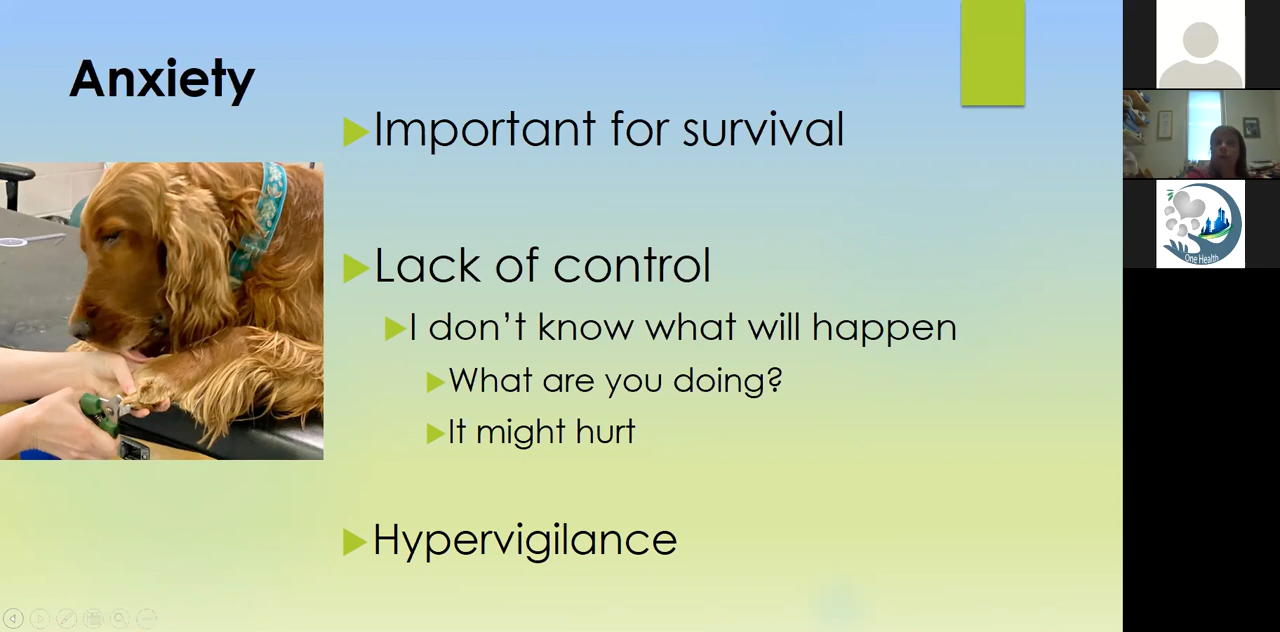 Anxiety
Important for survival
Lack of control
I don’t know what will happen
What are you doing?
It might hurt
Hypervigilance
One Health